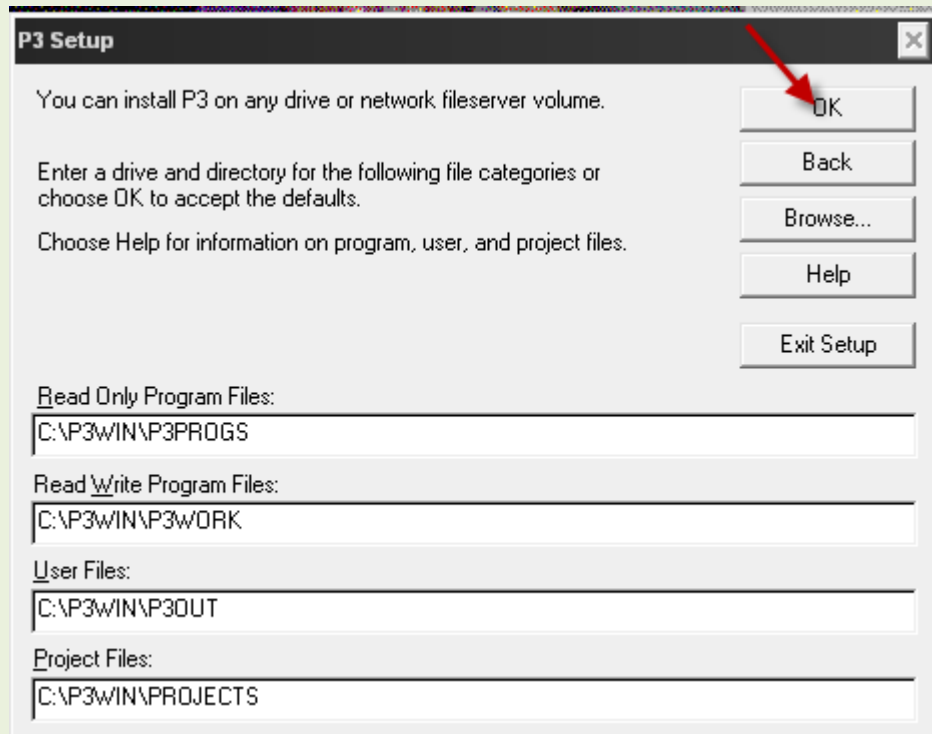 P3 Setup
You can install P3 on any drive or network fileserver volume.
Enter a drive and directory for the following file categories or
choose OK to accept the defaults.
Choose Help for information on program, user, and project files.
OK
Back
Browse...
Help
Exit Setup
Read Only Program Files:
C:\P3WIN\P3PROGS
Read Write Program Files:
C:\P3WIN\P3WORK
User Files:
C:\P3WIN\P3OUT
Project Files:
C:\P3WIN\PROJECTS